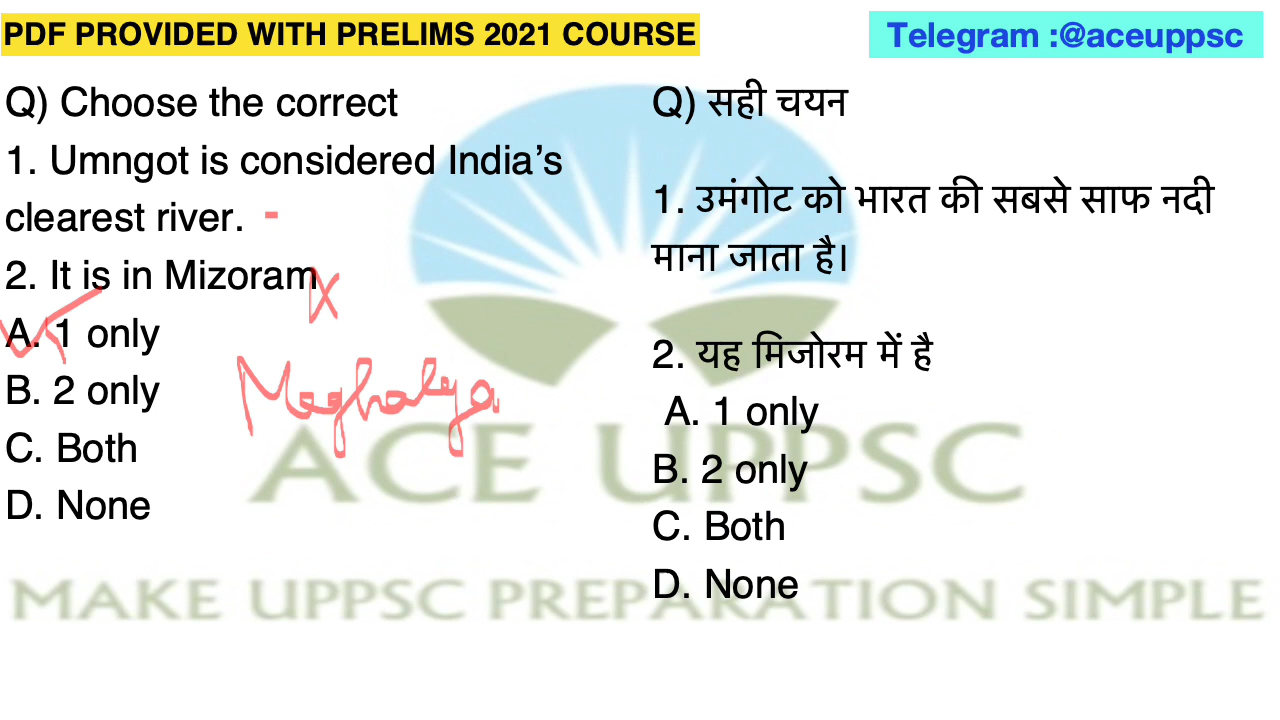 PDF PROVIDED WITH PRELIMS 2021 COURSE
Telegram :@aceuppsc
Q) Choose the correct
1. Umngot is considered India’s
clearest river.
2. It is in Mizoram
A. 1 only
B. 2 only
C. Both
D. None
Meghalya
Q) सही चयन
1. उमंगोट को भारत की सबसे साफ नदी
माना जाता है।
2. यह मिजोरम में है
A. 1 only
B. 2 only
C. Both
D. None
ACE UPPSC
MAKE UPPSC PREPARATION SIMPLE